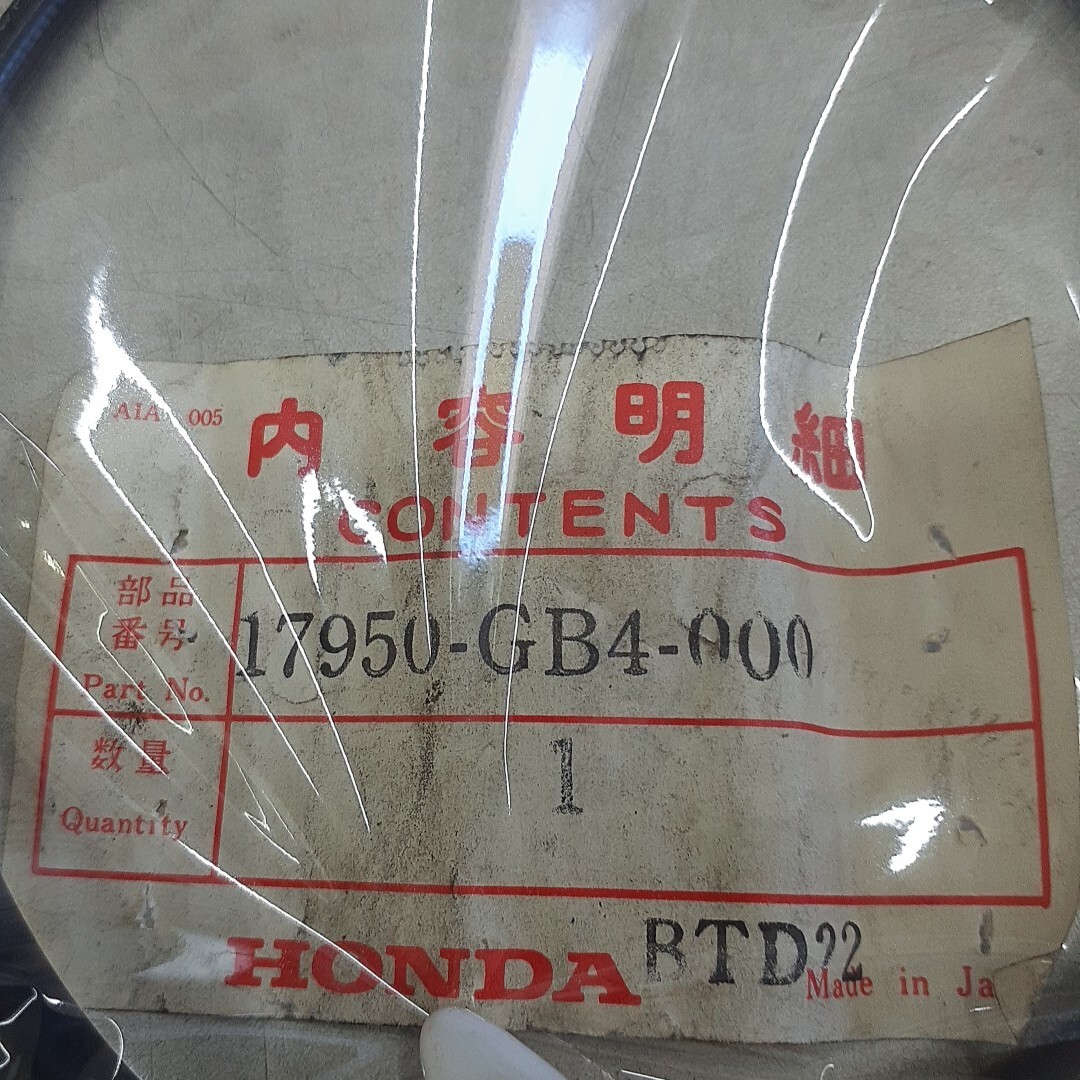 A1A 005
内容明細
CONTENTS
部品
番号
Part No.
17950-GB4-000
数量
Quantity
1
HONDA BTD22
Made in Ja